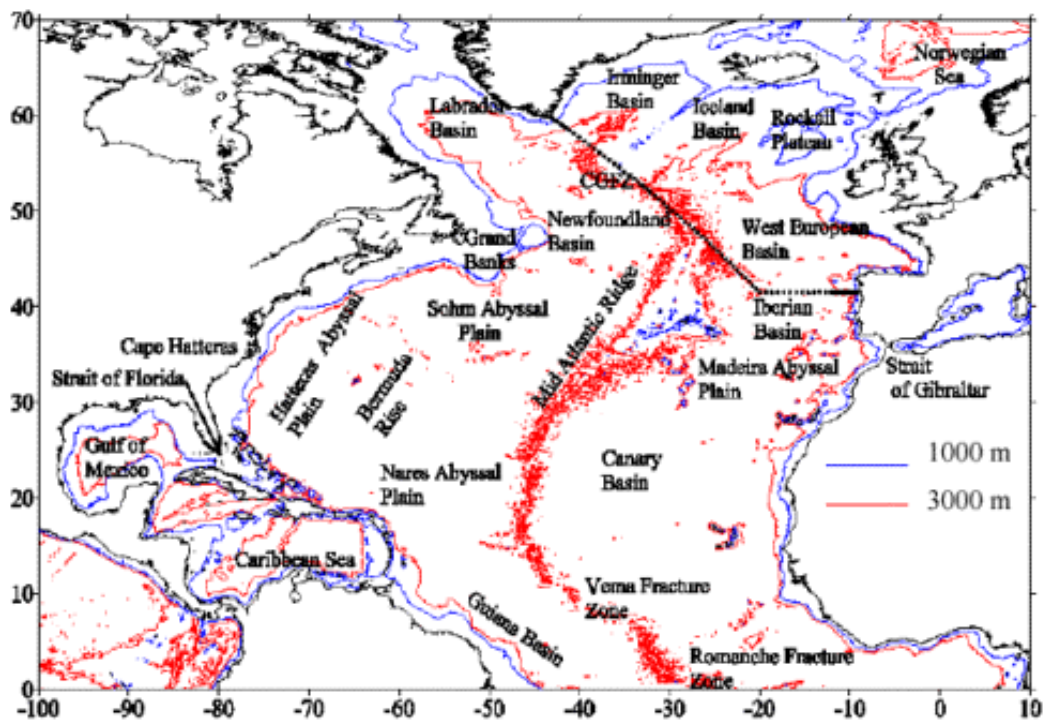 70
60
50
40
30
20
10
0
Norwegian
Sea
Irminger
Basin
Labrador
Basin
Iceland
Basin
Rockall
Plateau
CGFZ
Newfoundland
Basin
West European
Basin
Grand
Banks
Iberian
Basin
Sohm Abyssal
Plain
Mid Atlantic Ridge
Cape Hatteras
Hatteras Abyssal
Plain
Strait of Florida
Bermuda
Rise
Madeira Abyssal
Plain
Strait
of Gibraltar
Gulf of
Mexico
Nares Abyssal
Plain
Canary
Basin
1000 m
3000 m
Caribbean Sea
Vema Fracture
Zone
Guiana Basin
Romanche Fracture
Zone
-100 -90 -80 -70 -60 -50 -40 -30 -20 -10 0 10